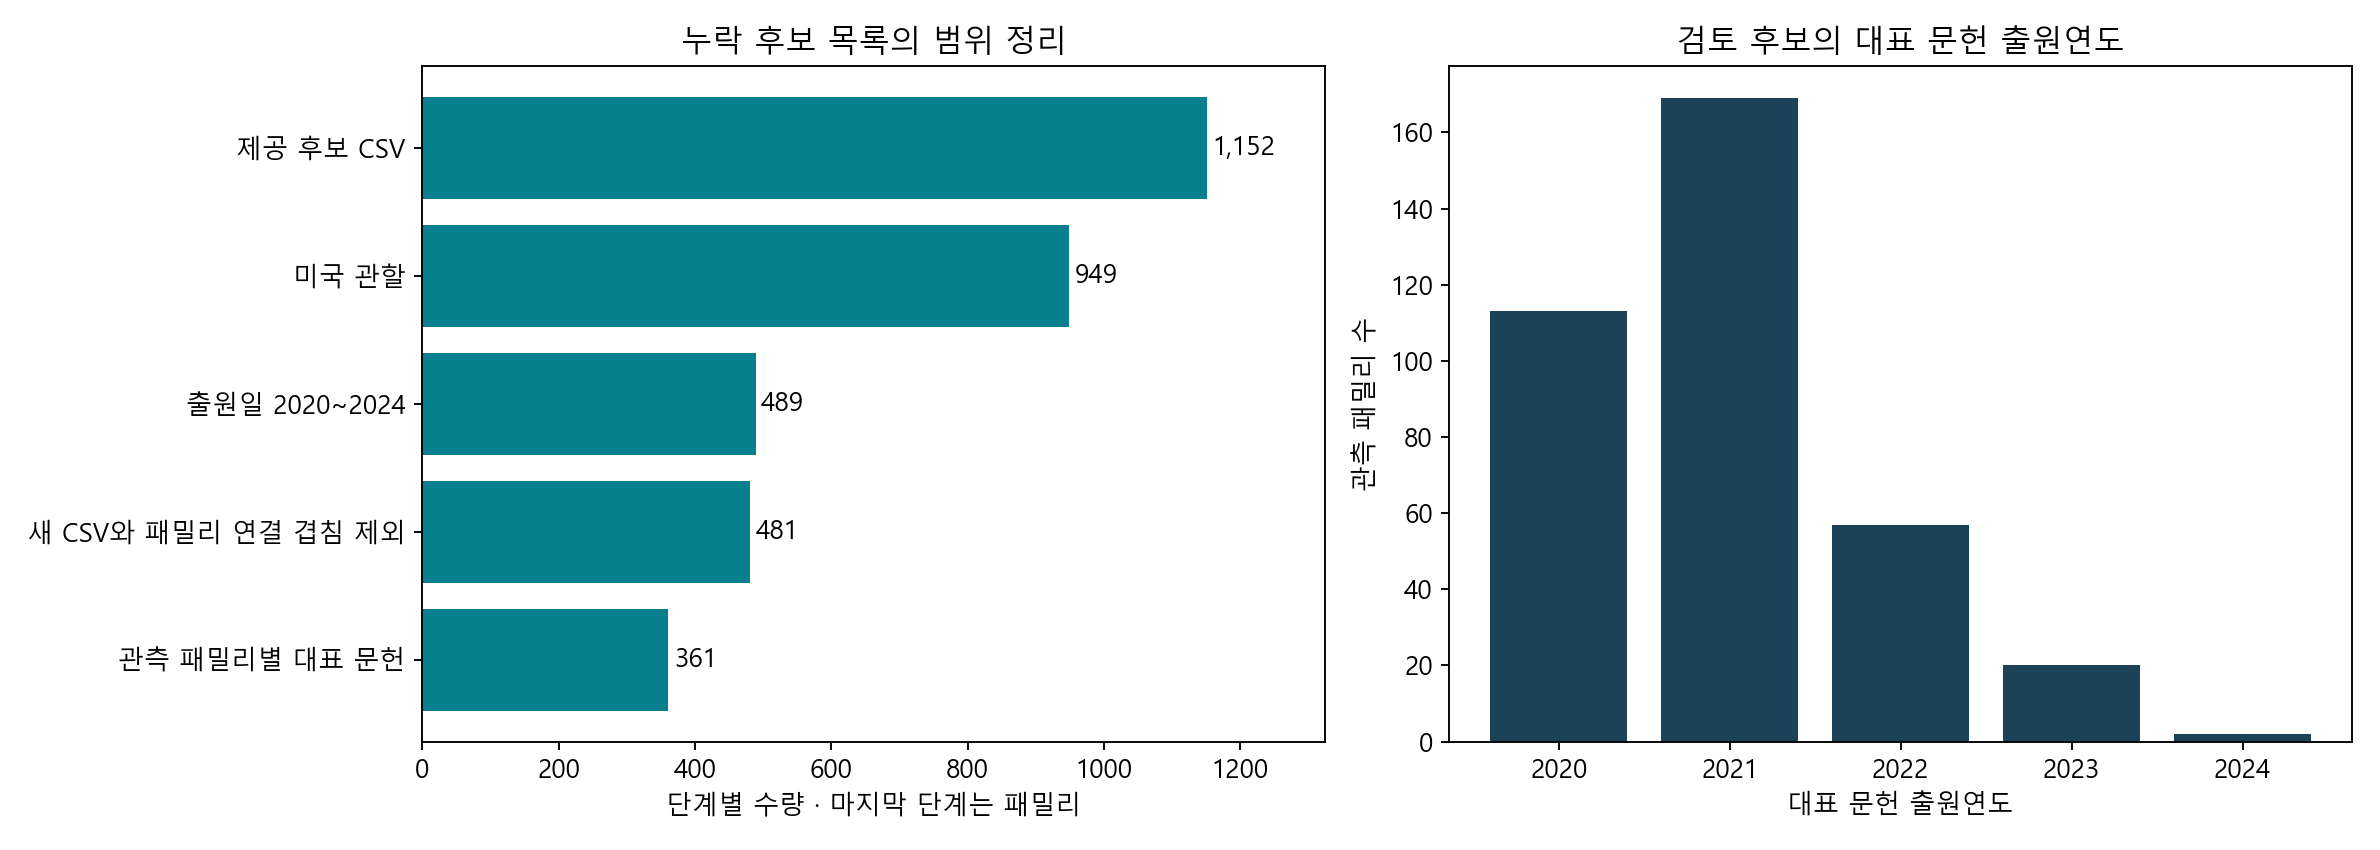 누락 후보 목록의 범위 정리
제공 후보 CSV
1,152
미국 관할
949
출원일 2020~2024
489
새 CSV와 패밀리 연결 겹침 제외
481
관측 패밀리별 대표 문헌
361
0 200 400 600 800 1000 1200
단계별 수량 · 마지막 단계는 패밀리
검토 후보의 대표 문헌 출원연도
관측 패밀리 수
160
140
120
100
80
60
40
20
0
2020 2021 2022 2023 2024
대표 문헌 출원연도